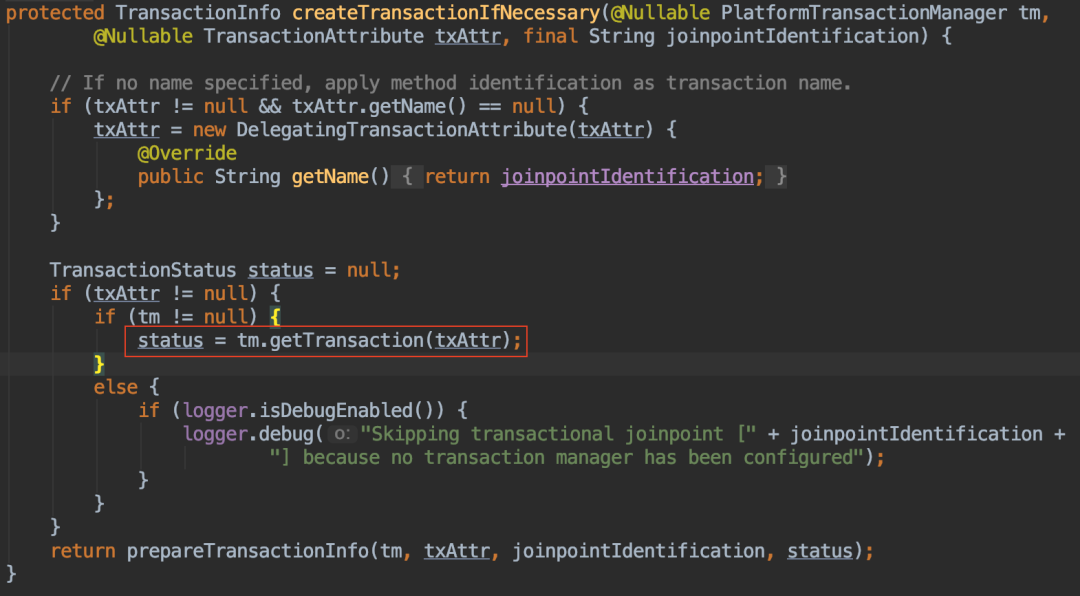 protected TransactionInfo createTransactionIfNecessary(@Nullable PlatformTransactionManager tm,
        @Nullable TransactionAttribute txAttr, final String joinpointIdentification) {

    // If no name specified, apply method identification as transaction name.
    if (txAttr != null && txAttr.getName() == null) {
        txAttr = new DelegatingTransactionAttribute(txAttr) {
            @Override
            public String getName() { return joinpointIdentification; }
        };
    }

    TransactionStatus status = null;
    if (txAttr != null) {
        if (tm != null) {
            status = tm.getTransaction(txAttr);
        }
        else {
            if (logger.isDebugEnabled()) {
                logger.debug( o: "Skipping transactional joinpoint [" + joinpointIdentification +
                        "] because no transaction manager has been configured");
            }
        }
    }
    return prepareTransactionInfo(tm, txAttr, joinpointIdentification, status);
}